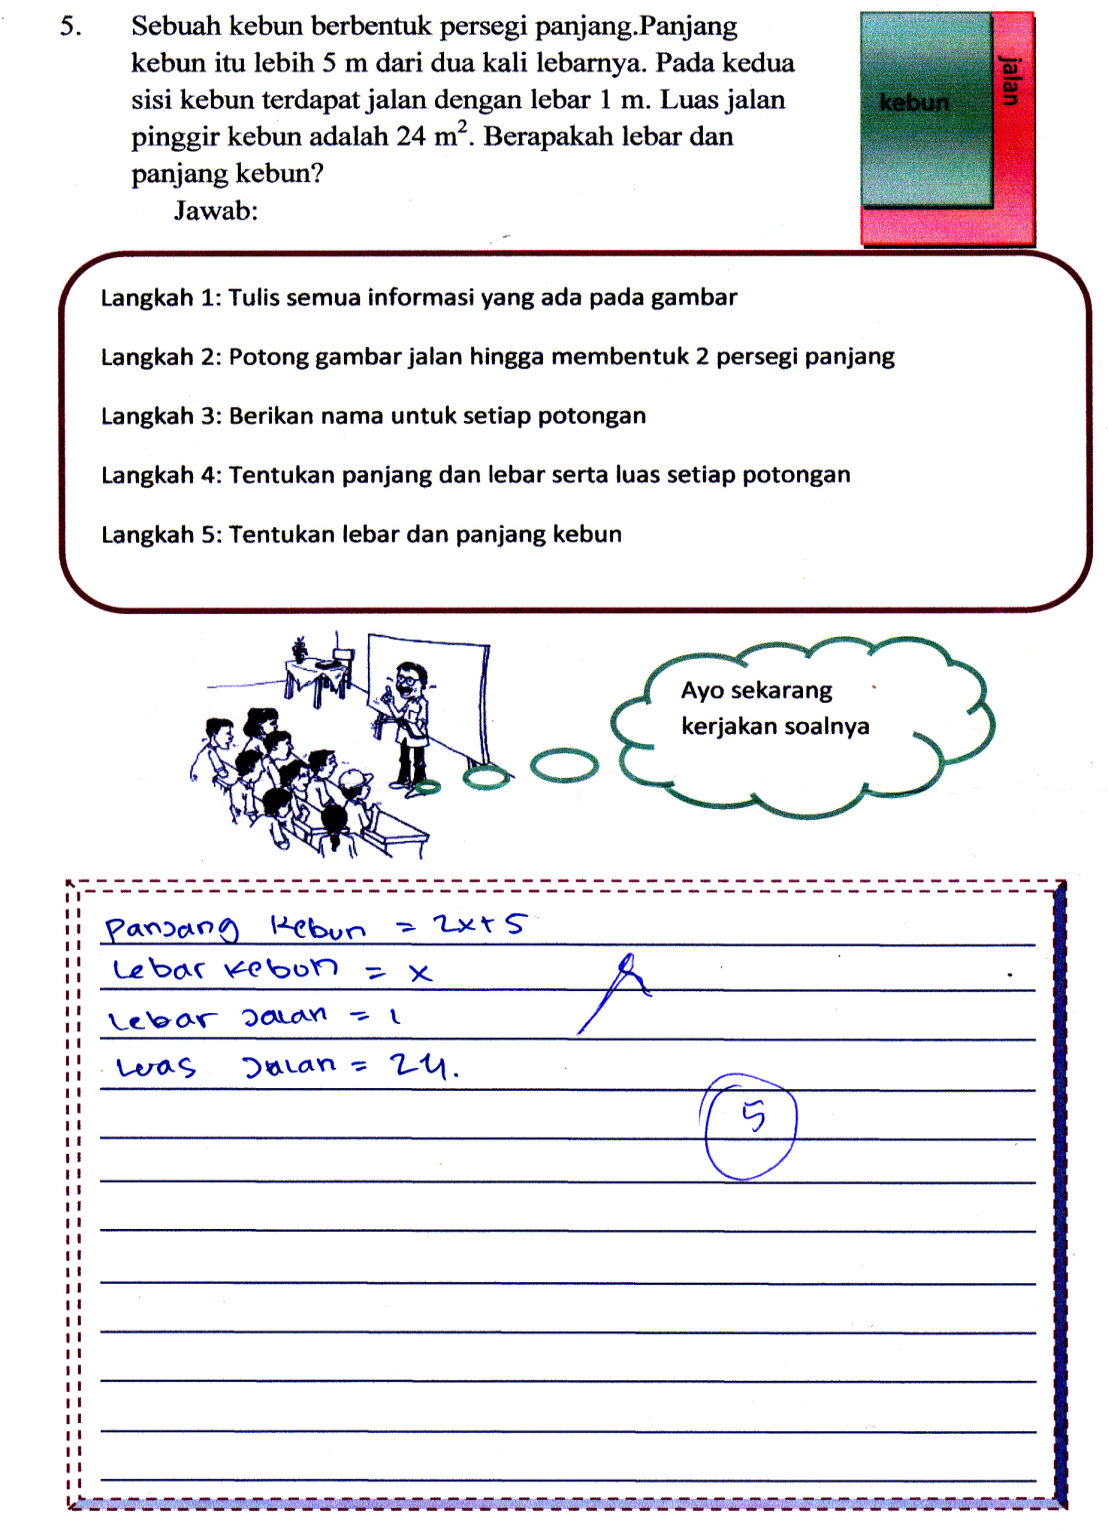 5. Sebuah kebun berbentuk persegi panjang.Panjang
kebun itu lebih 5 m dari dua kali lebarnya. Pada kedua
sisi kebun terdapat jalan dengan lebar 1 m. Luas jalan
pinggir kebun adalah 24 m². Berapakah lebar dan
panjang kebun?
Jawab:
kebun
jalan
Langkah 1: Tulis semua informasi yang ada pada gambar
Langkah 2: Potong gambar jalan hingga membentuk 2 persegi panjang
Langkah 3: Berikan nama untuk setiap potongan
Langkah 4: Tentukan panjang dan lebar serta luas setiap potongan
Langkah 5: Tentukan lebar dan panjang kebun
Ayo sekarang
kerjakan soalnya
Panjang Kebun = 2x+5
Lebar Kebun = x
Lebar Jalan = 1
Luas Jalan = 24.
5